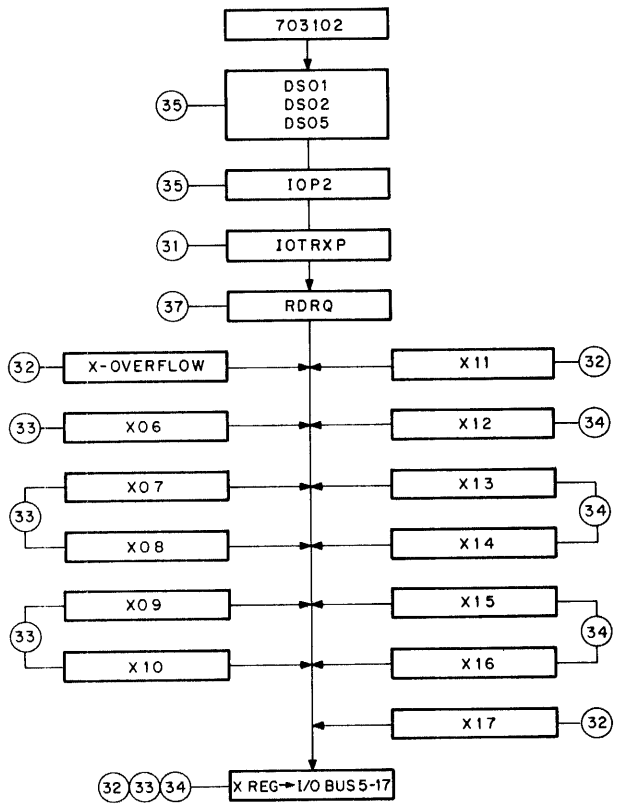 703102
DS01
DS02
DS05
35
IOP2
35
IOTRXP
31
RDRQ
37
32 X-OVERFLOW
X11 32
33 X06
X12 34
X07
X13
33
34
X08
X14
X09
X15
33
34
X10
X16
X17 32
32 33 34 X REG→I/O BUS 5-17